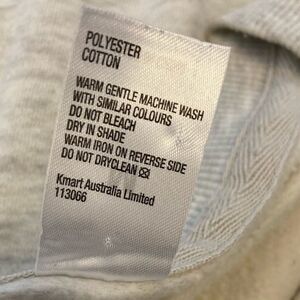 POLYESTER
COTTON
WARM GENTLE MACHINE WASH
WITH SIMILAR COLOURS
DO NOT BLEACH
DRY IN SHADE
WARM IRON ON REVERSE SIDE
DO NOT DRYCLEAN
Kmart Australia Limited
113066